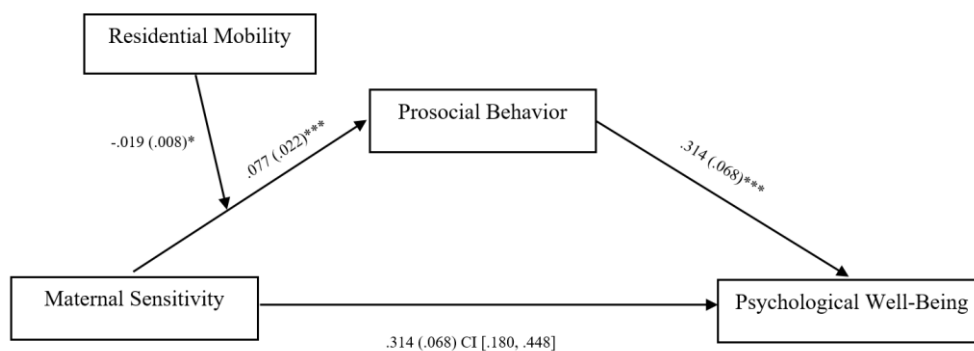 Residential Mobility
Prosocial Behavior
-.019 (.008)*
.077 (.022)***
.314 (.068)***
Maternal Sensitivity
Psychological Well-Being
.314 (.068) CI [.180, .448]